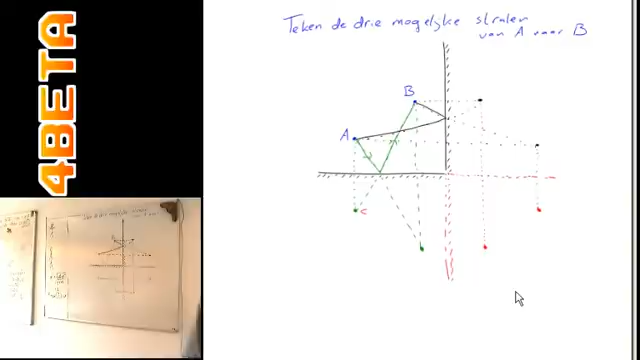 Teken de drie mogelijke stralen
van A naar B
4BETA
B
A